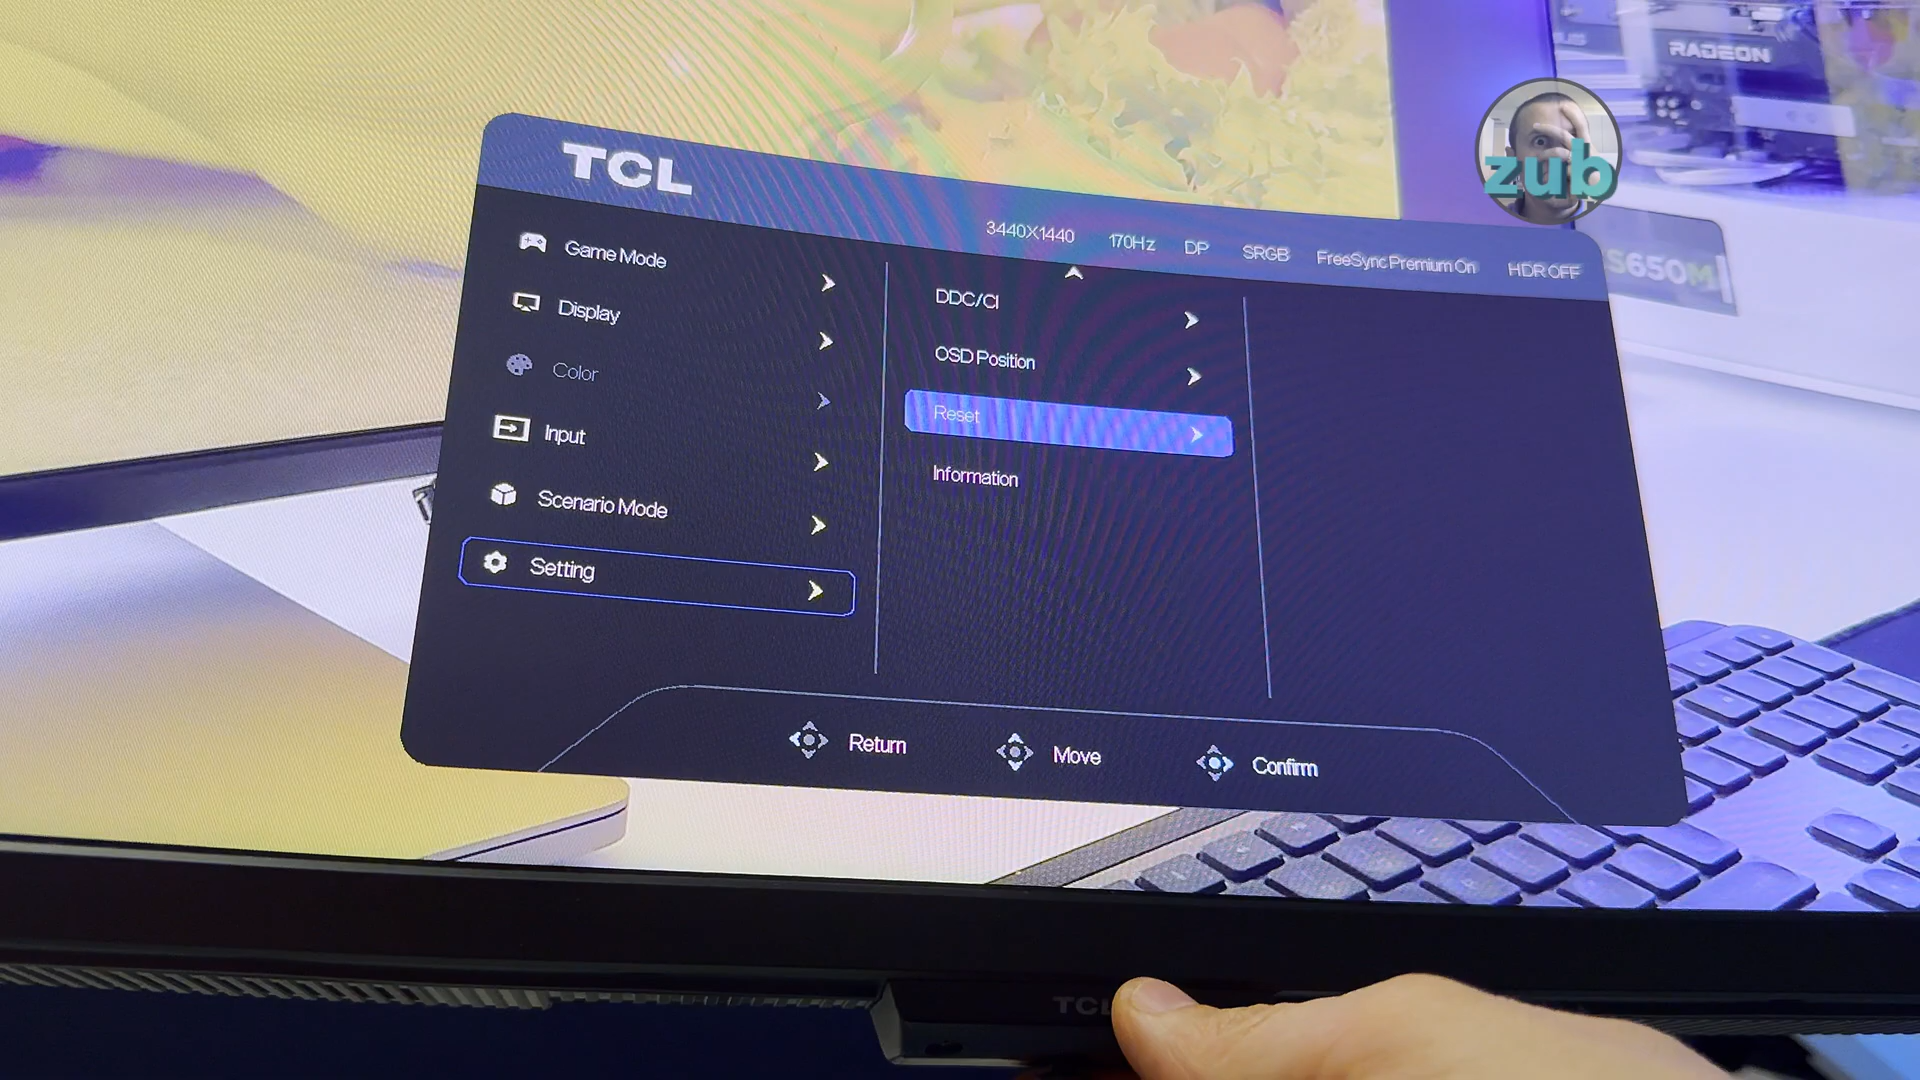 RADEON
zub
TCL
3440X1440 170Hz DP SRGB FreeSync Premium On HDR OFF
S650M
Game Mode
Display
Color
Input
Scenario Mode
Setting
DDC/CI
OSD Position
Reset
Information
Return Move Confirm
TCL